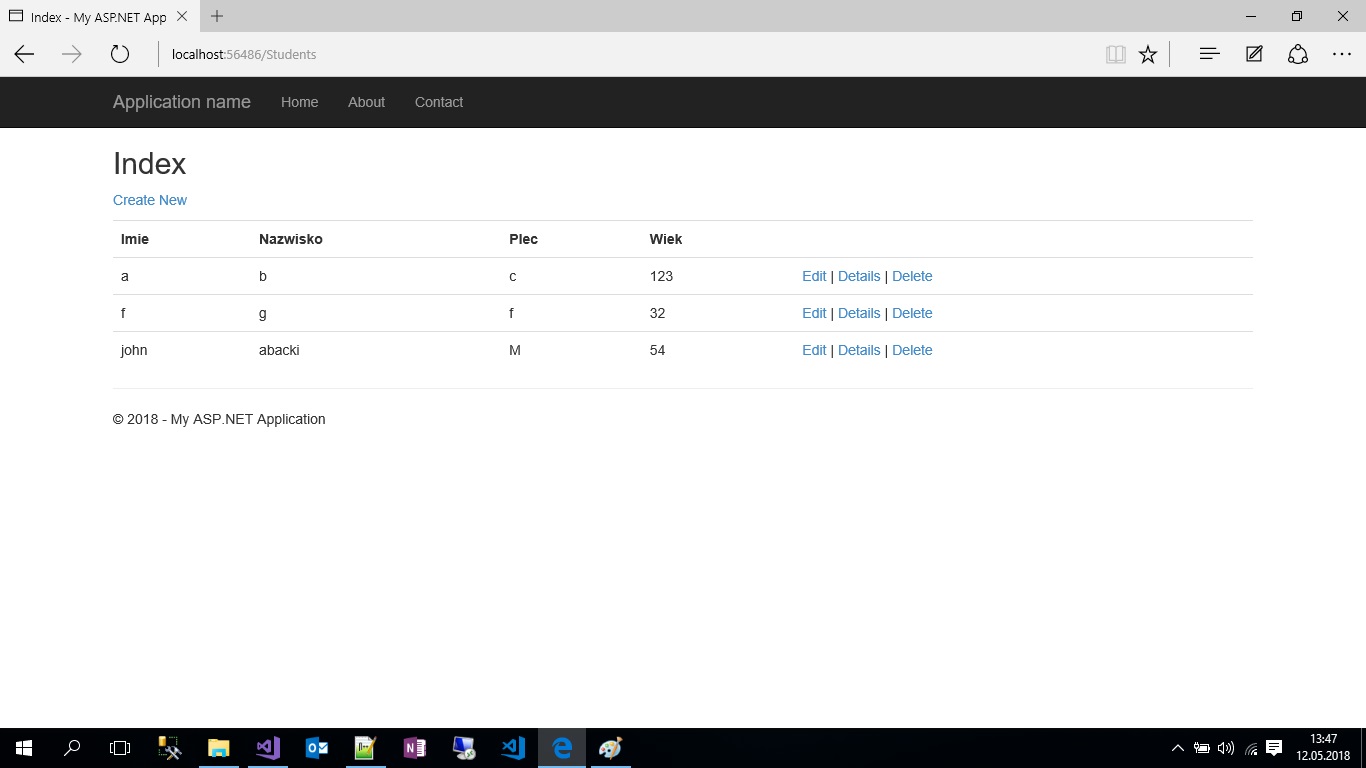 Index - My ASP.NET App
localhost:56486/Students
Application name Home About Contact
Index
Create New
Imie Nazwisko Plec Wiek
a b c 123 Edit | Details | Delete
f g f 32 Edit | Details | Delete
john abacki M 54 Edit | Details | Delete
© 2018 - My ASP.NET Application
13:47
12.05.2018